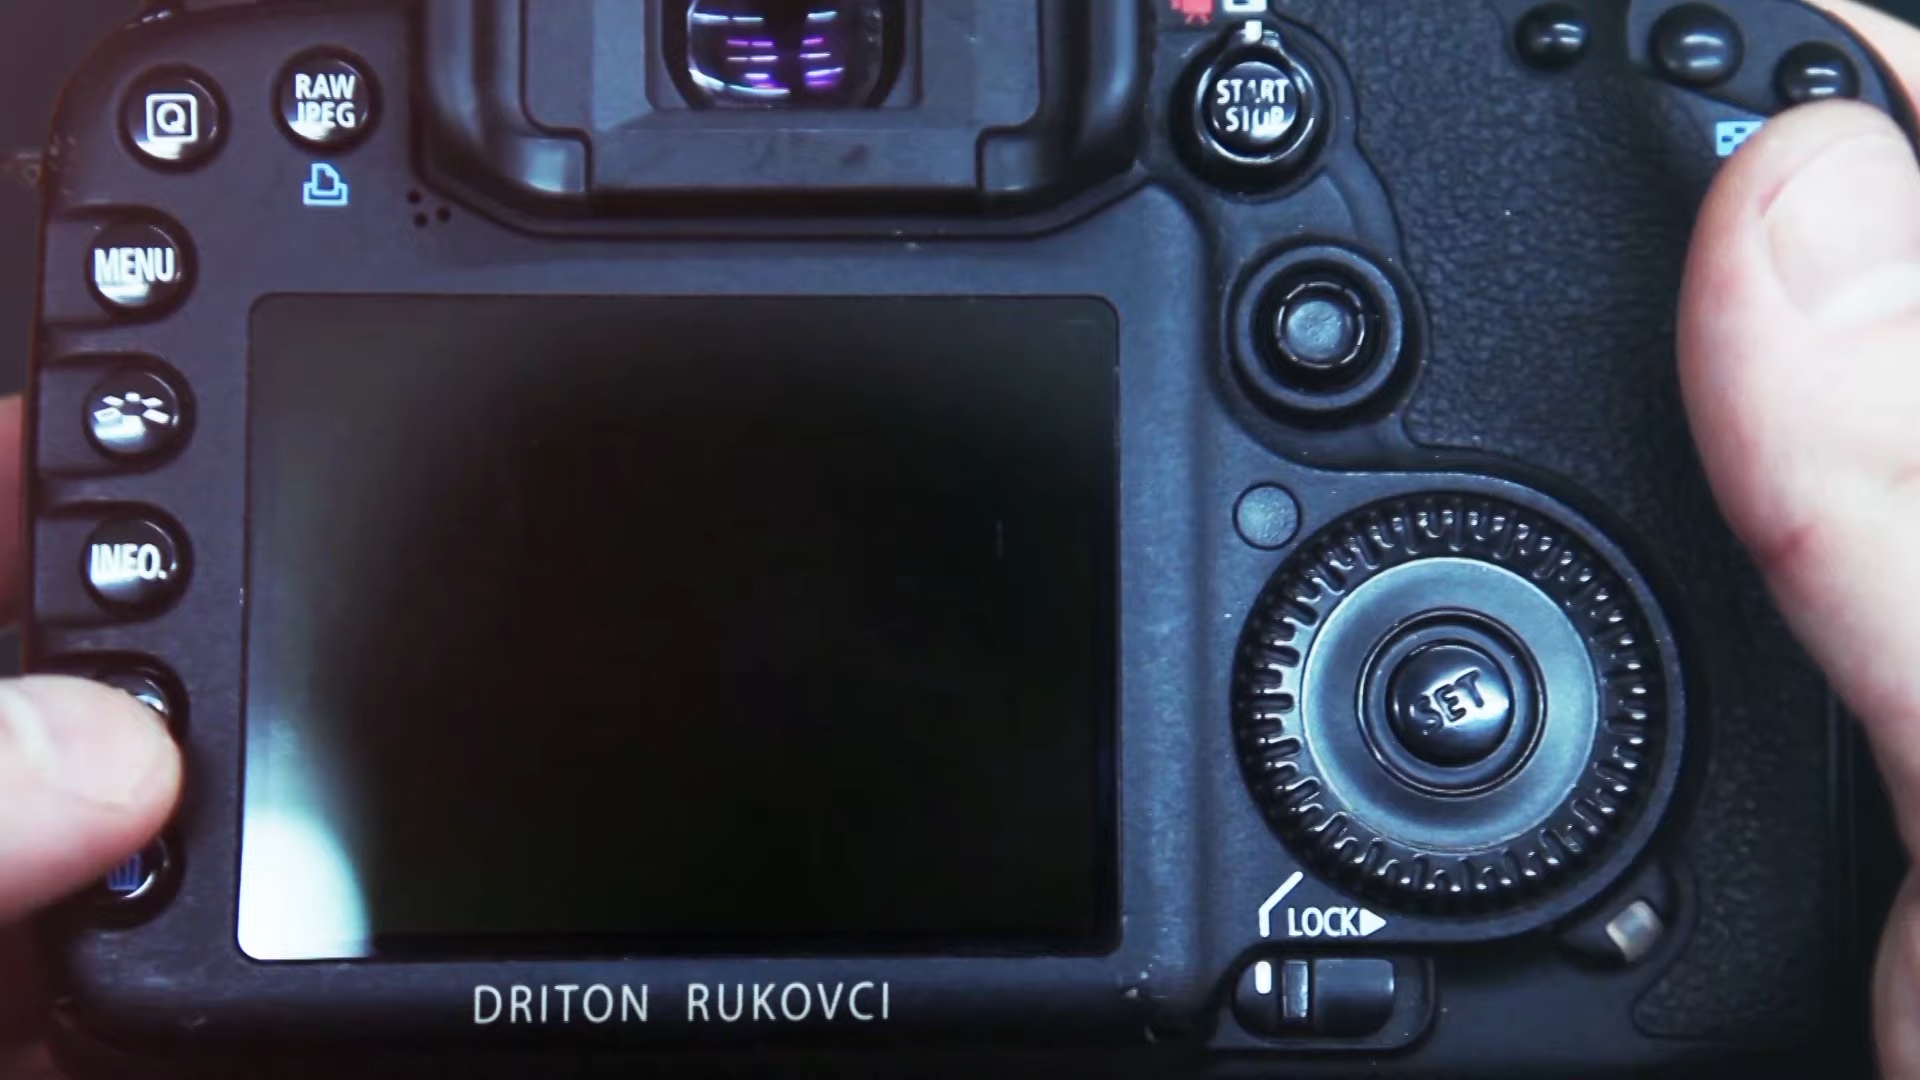 Q
RAW
JPEG
START
STOP
MENU
INFO.
SET
LOCK
DRITON RUKOVCI